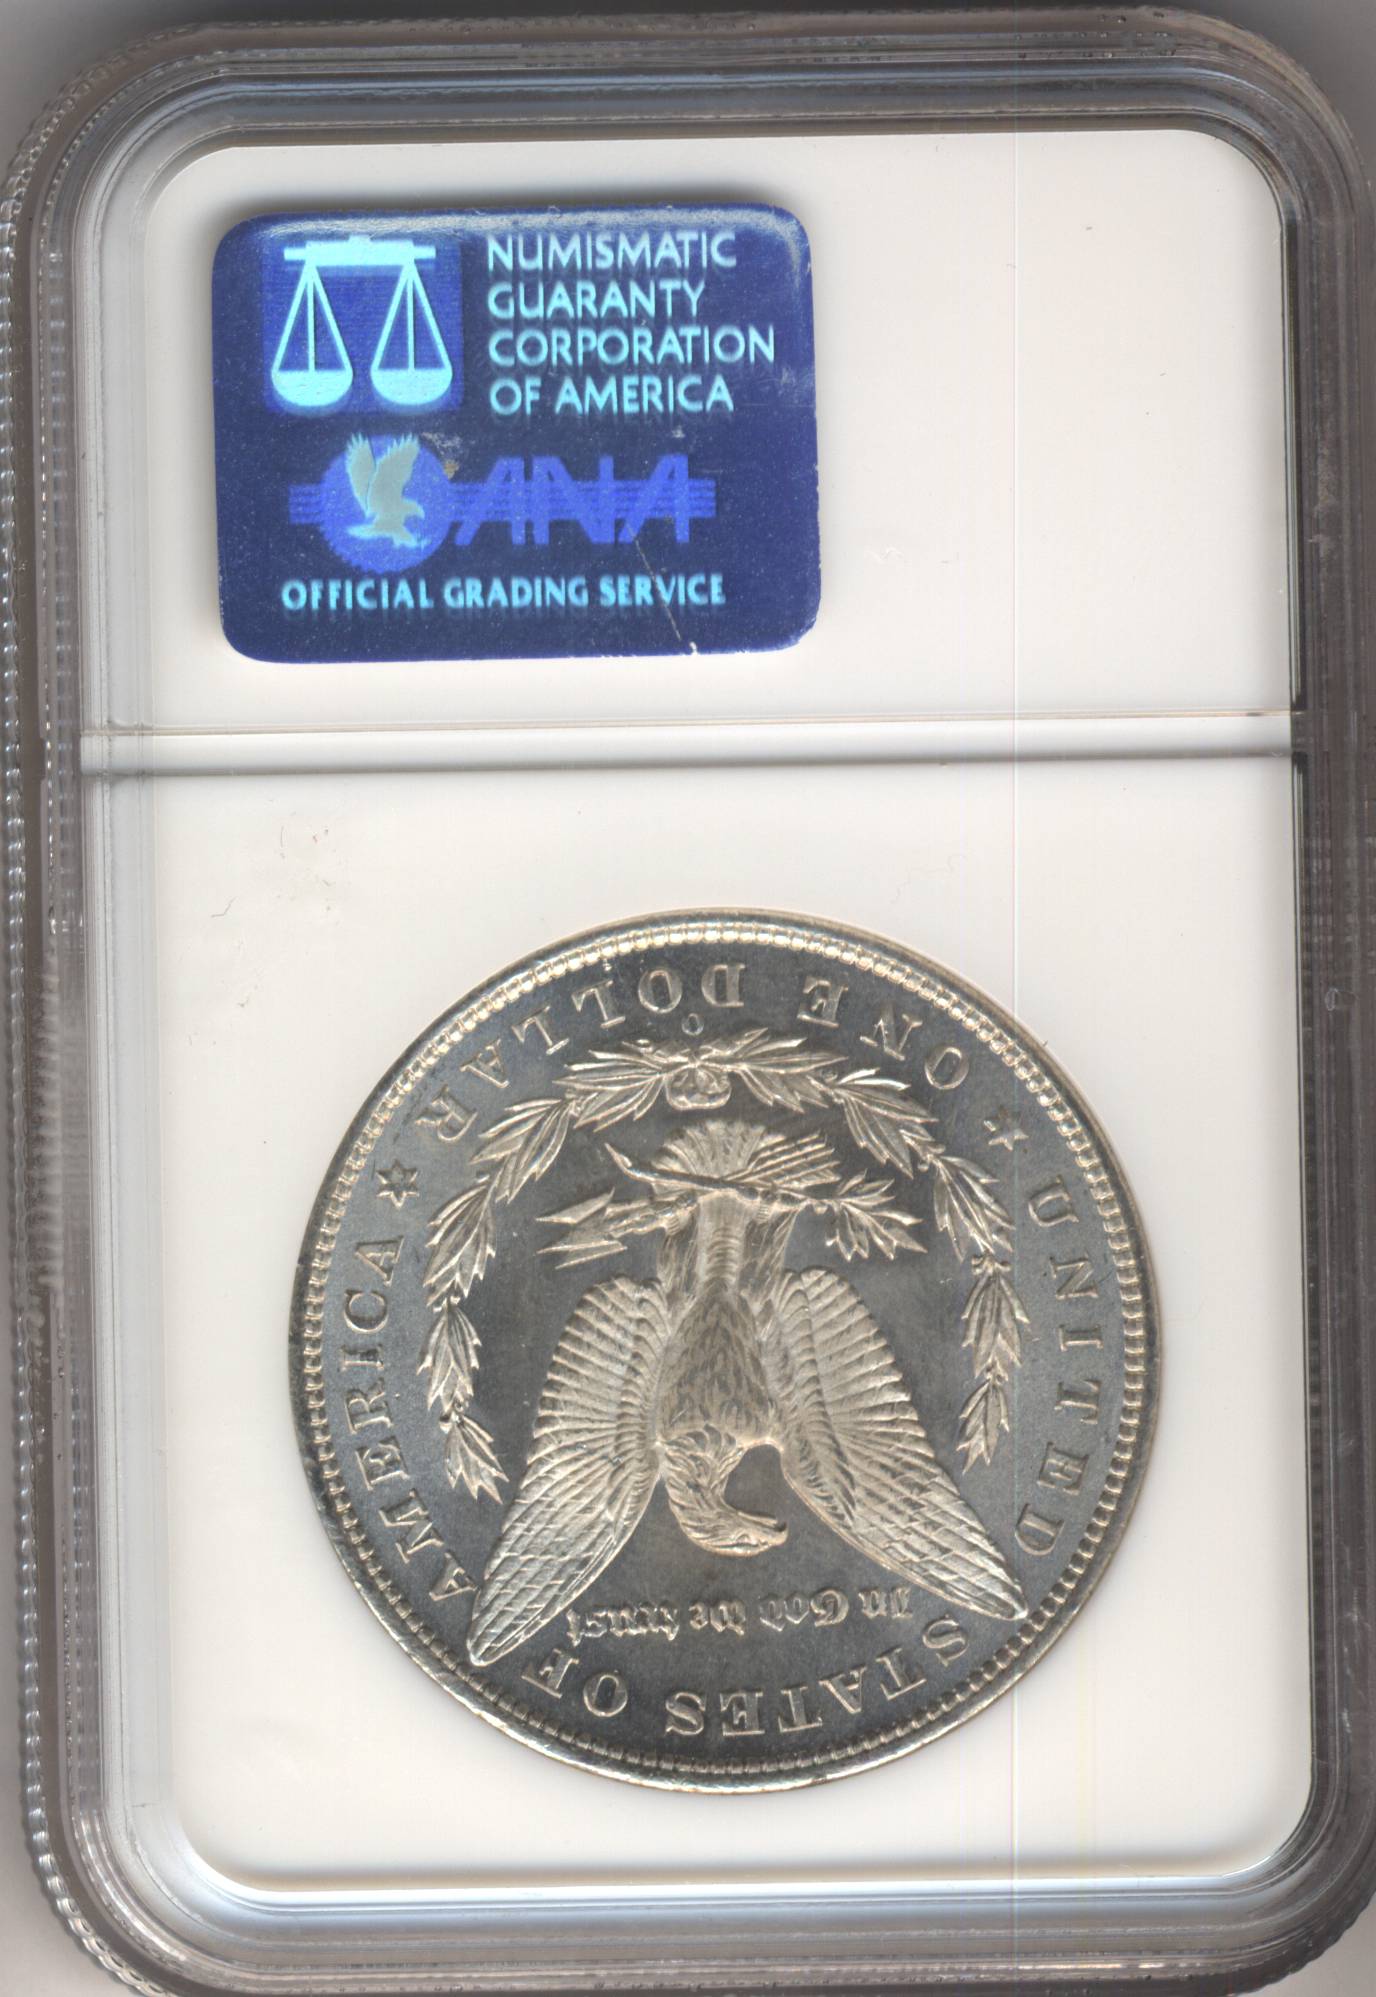 NUMISMATIC
GUARANTY
CORPORATION
OF AMERICA
ANA
OFFICIAL GRADING SERVICE
UNITED STATES OF AMERICA
In God we trust
ONE DOLLAR
O